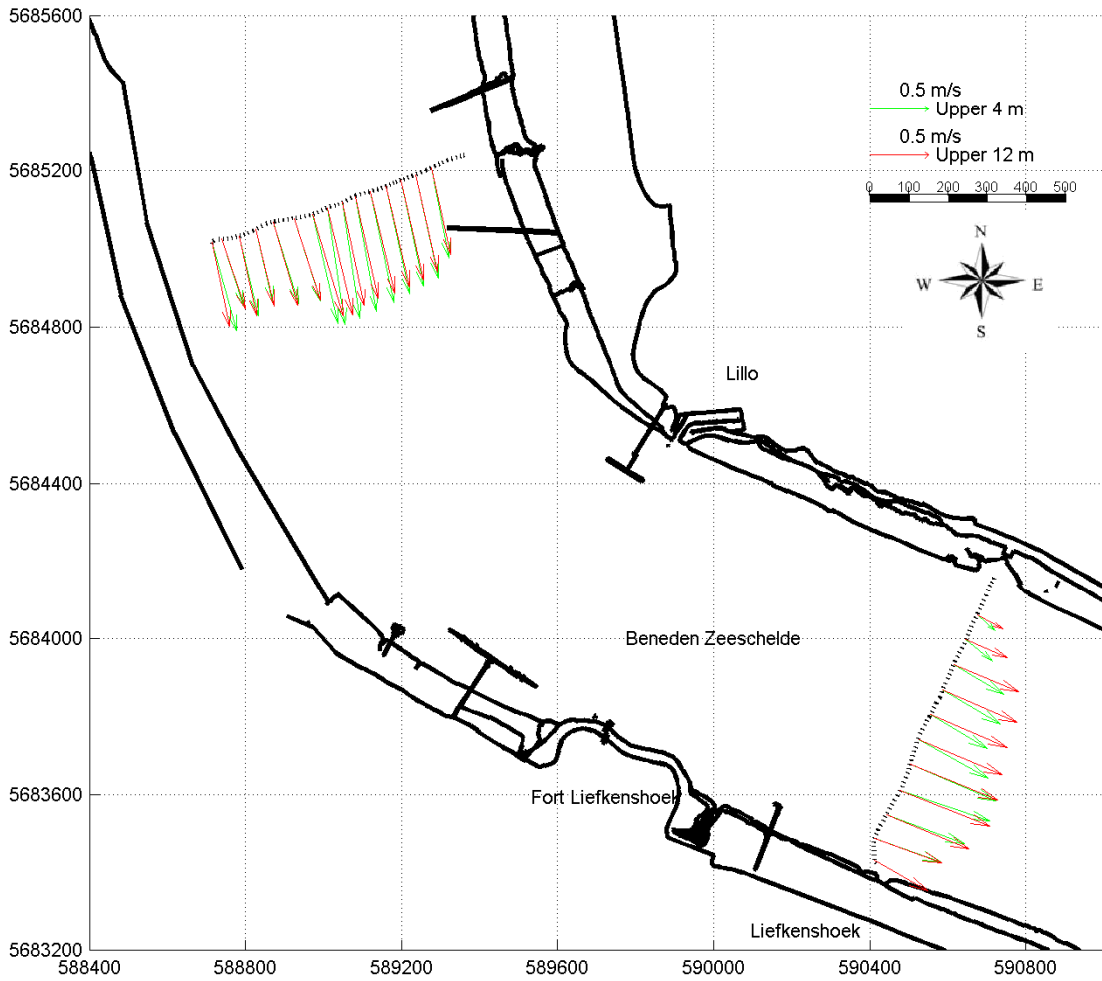 5685600
5685200
5684800
5684400
5684000
5683600
5683200
588400
588800
589200
589600
590000
590400
590800
0.5 m/s
Upper 4 m
0.5 m/s
Upper 12 m
0 100 200 300 400 500
N
W E
S
Lillo
Beneden Zeeschelde
Fort Liefkenshoek
Liefkenshoek